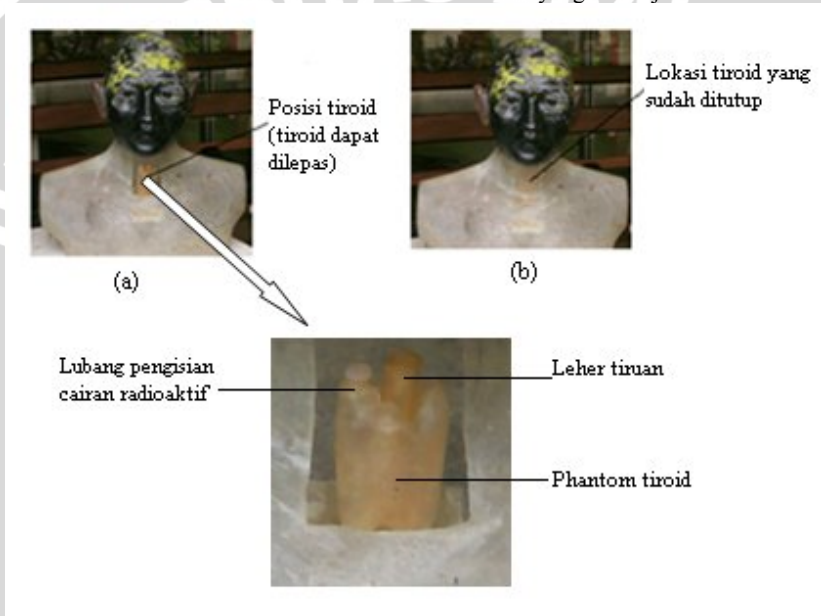 Posisi tiroid
(tiroid dapat
dilepas)
Lokasi tiroid yang
sudah ditutup
(a)
(b)
Lubang pengisian
cairan radioaktif
Leher tiruan
Phantom tiroid